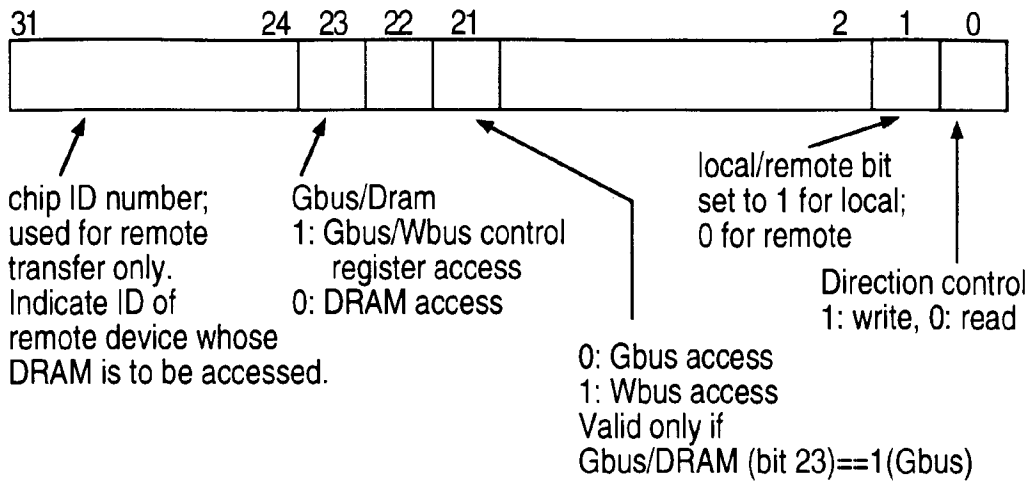 31 24 23 22 21 2 1 0
chip ID number;
used for remote
transfer only.
Indicate ID of
remote device whose
DRAM is to be accessed.
Gbus/Dram
1: Gbus/Wbus control
register access
0: DRAM access
0: Gbus access
1: Wbus access
Valid only if
Gbus/DRAM (bit 23)==1(Gbus)
local/remote bit
set to 1 for local;
0 for remote
Direction control
1: write, 0: read